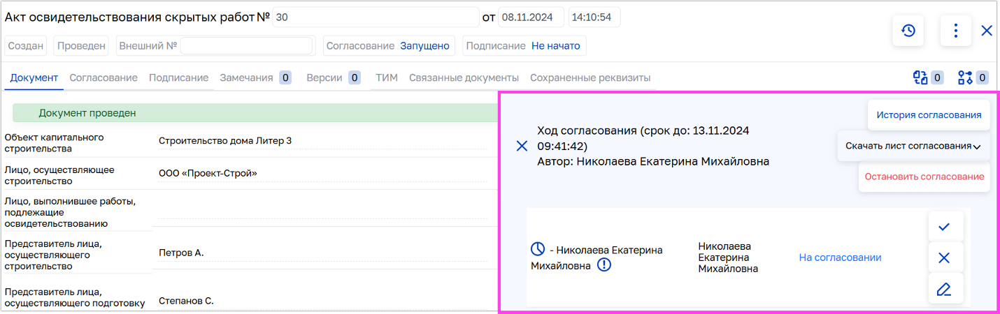 Акт освидетельствования скрытых работ № 30 от 08.11.2024 14:10:54
Создан Проведен Внешний № Согласование Запущено Подписание Не начато
Документ Согласование Подписание Замечания 0 Версии 0 ТИМ Связанные документы Сохраненные реквизиты 0 0
Документ проведен
Объект капитального
строительства
Строительство дома Литер 3
Лицо, осуществляющее
строительство
ООО «Проект-Строй»
Лицо, выполнившее работы,
подлежащие
освидетельствованию
Представитель лица,
осуществляющего
строительство
Петров А.
Представитель лица,
осуществляющего подготовку
Степанов С.
Ход согласования (срок до: 13.11.2024
09:41:42)
Автор: Николаева Екатерина Михайловна
История согласования
Скачать лист согласования
Остановить согласование
- Николаева Екатерина
Михайловна
Николаева
Екатерина
Михайловна
На согласовании